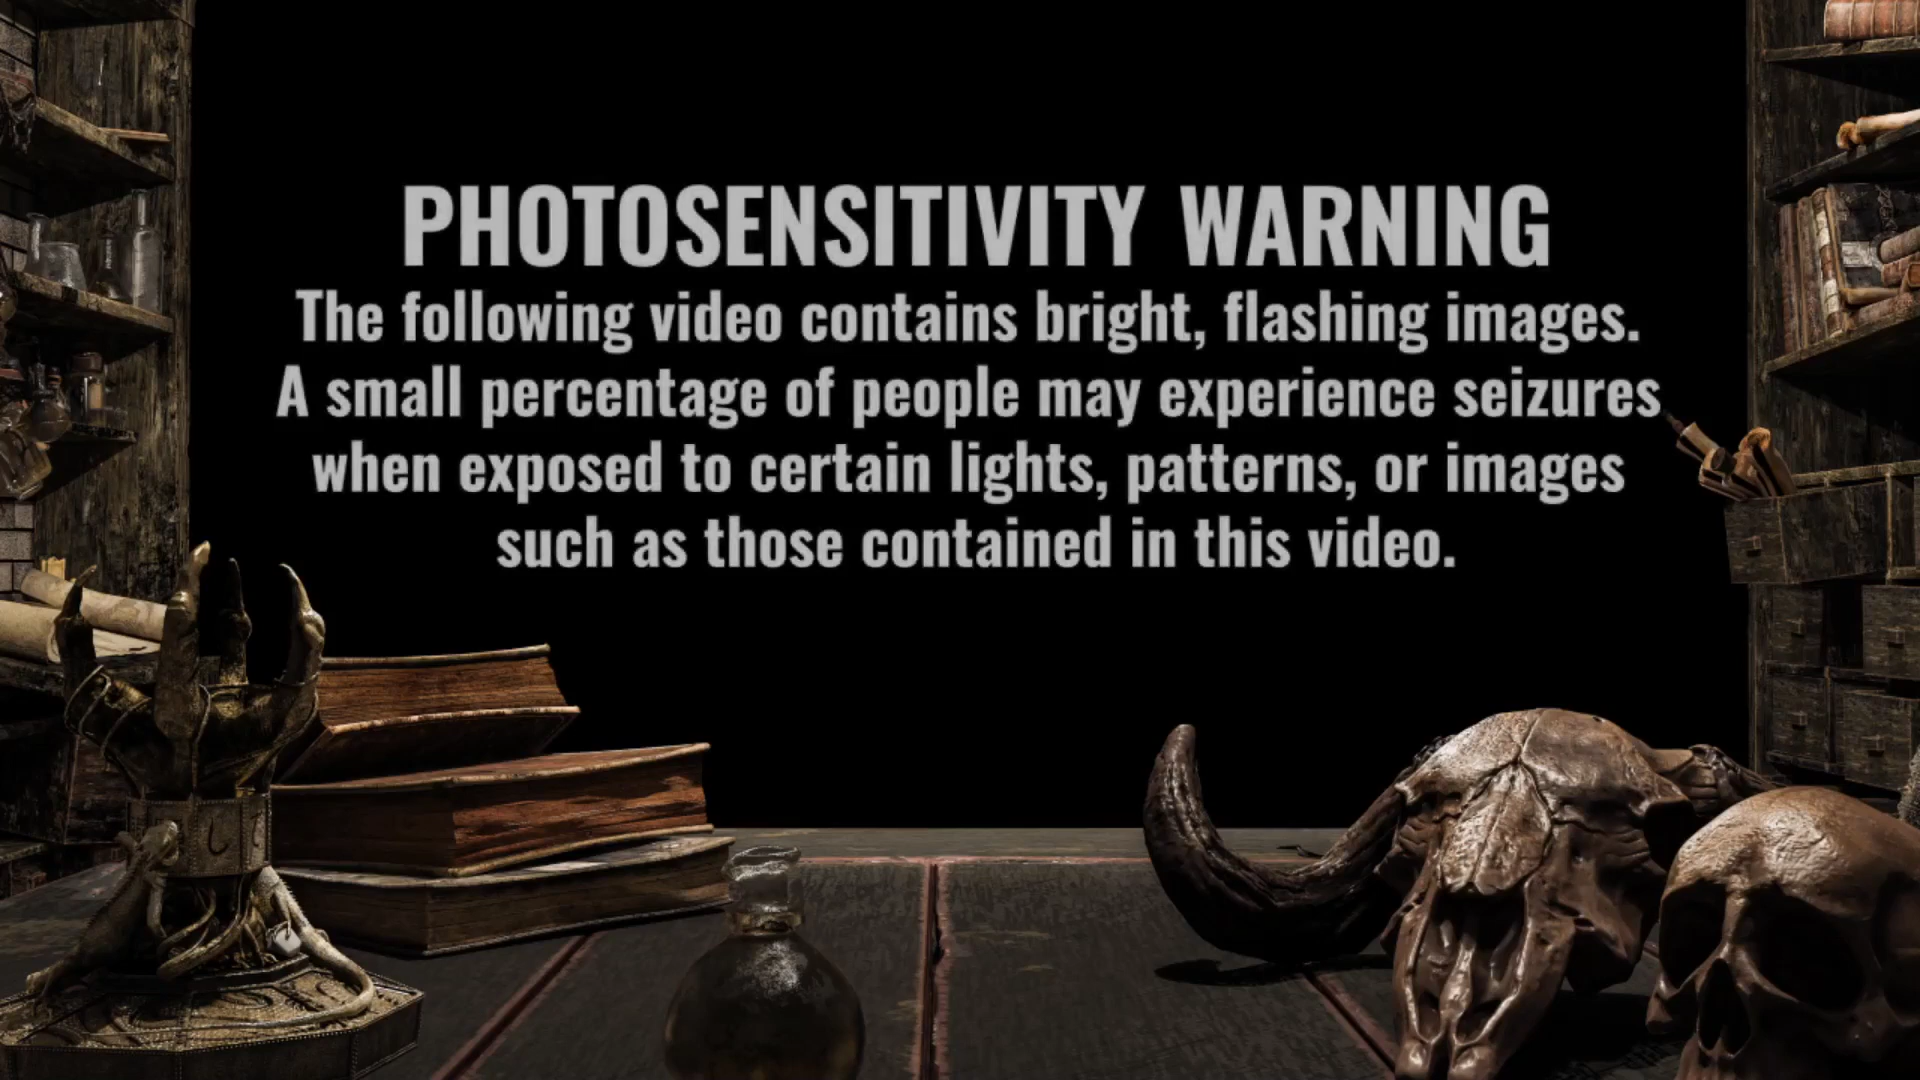 PHOTOSENSITIVITY WARNING
The following video contains bright, flashing images.
A small percentage of people may experience seizures
when exposed to certain lights, patterns, or images
such as those contained in this video.